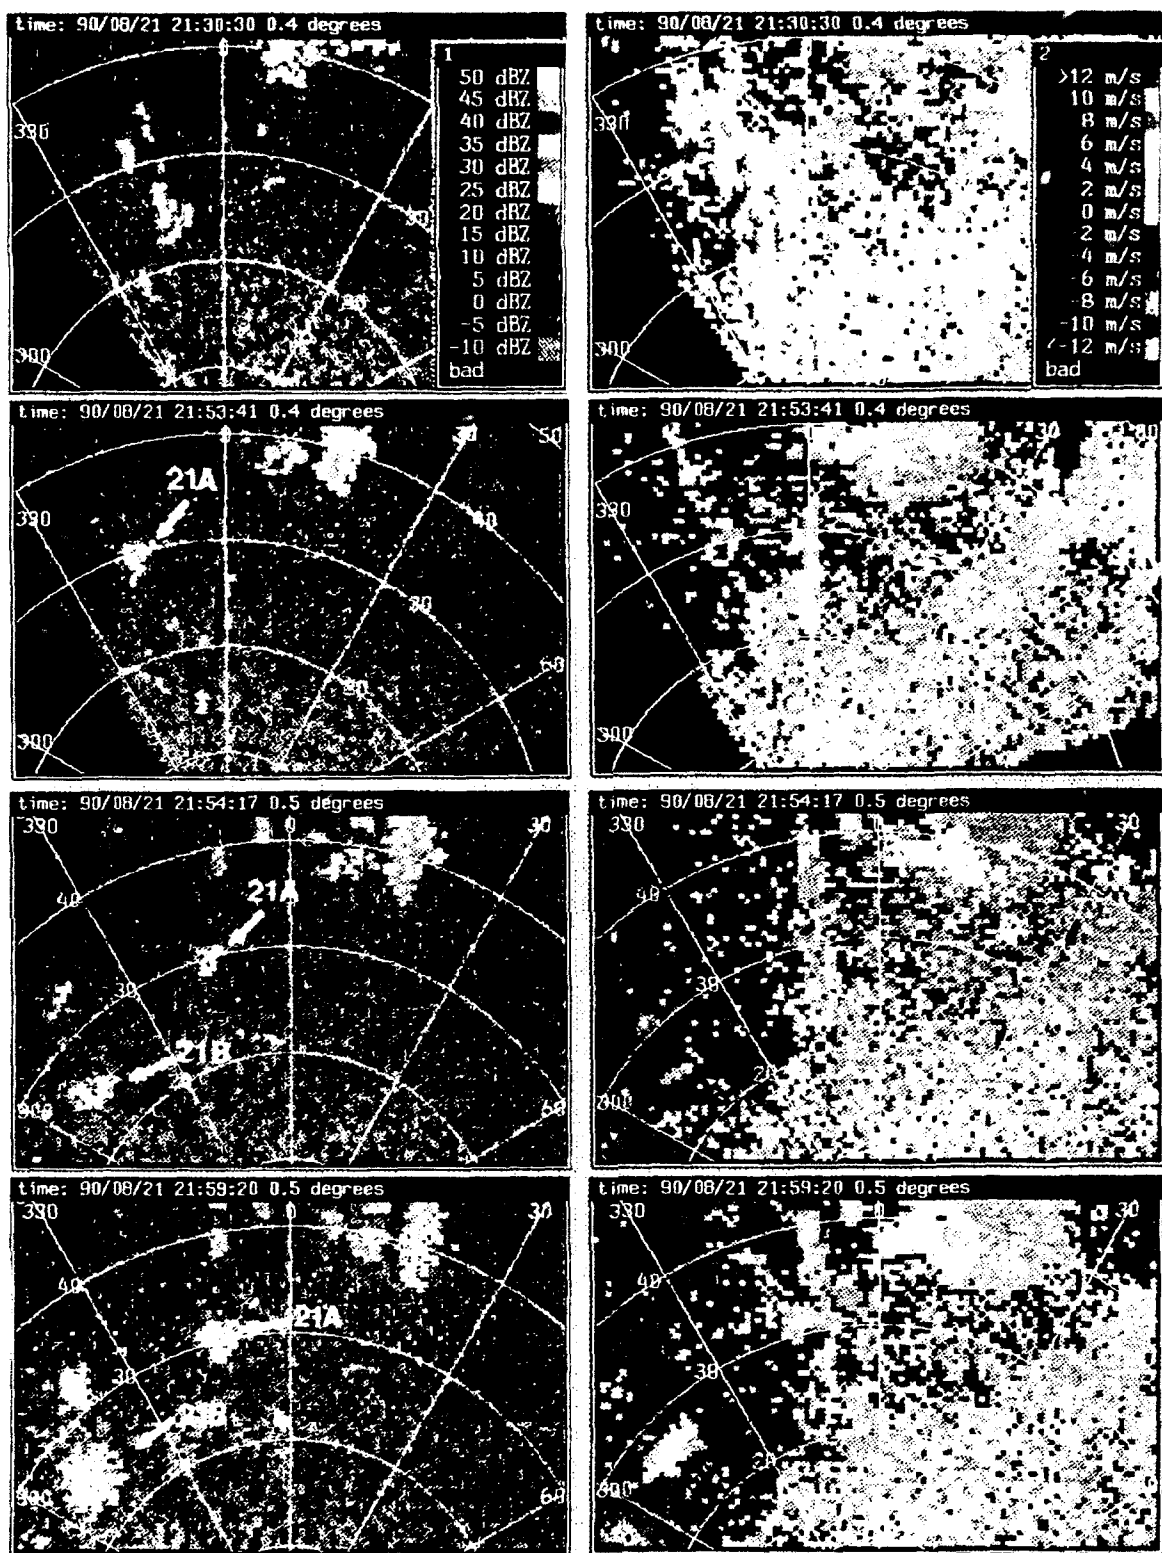 time: 90/08/21 21:30:30 0.4 degrees
0
1
50 dBZ
45 dBZ
40 dBZ
35 dBZ
30 dBZ
25 dBZ
20 dBZ
15 dBZ
10 dBZ
5 dBZ
0 dBZ
-5 dBZ
-10 dBZ
bad
330
300
time: 90/08/21 21:30:30 0.4 degrees
2
>12 m/s
10 m/s
8 m/s
6 m/s
4 m/s
2 m/s
0 m/s
-2 m/s
-4 m/s
-6 m/s
-8 m/s
-10 m/s
<-12 m/s
bad
330
300
time: 90/08/21 21:53:41 0.4 degrees
0
30
50
21A
330
40
30
60
20
300
time: 90/08/21 21:53:41 0.4 degrees
30
330
300
time: 90/08/21 21:54:17 0.5 degrees
330
0
30
21A
40
30
21B
300
60
time: 90/08/21 21:54:17 0.5 degrees
330
0
30
40
30
300
time: 90/08/21 21:59:20 0.5 degrees
330
0
30
40
21A
30
300
60
time: 90/08/21 21:59:20 0.5 degrees
330
0
30
40
30
300